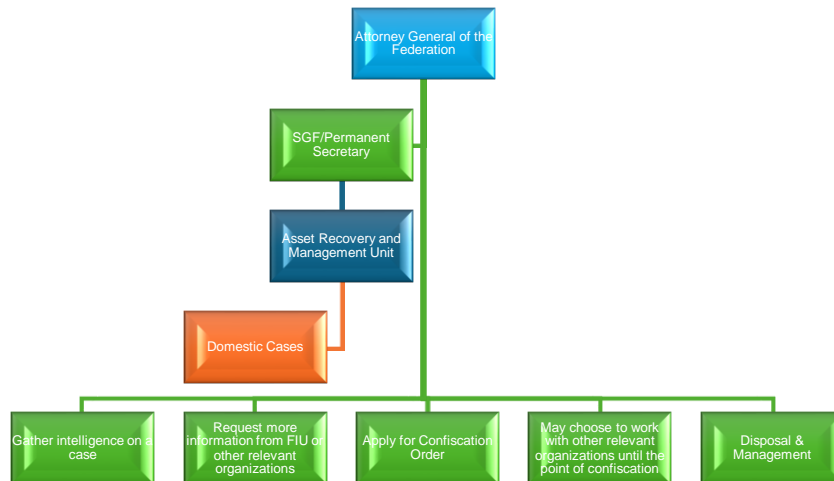 Attorney General of the
Federation
SGF/Permanent
Secretary
Asset Recovery and
Management Unit
Domestic Cases
Gather intelligence on a
case
Request more
information from FIU or
other relevant
organizations
Apply for Confiscation
Order
May choose to work
with other relevant
organizations until the
point of confiscation
Disposal &
Management